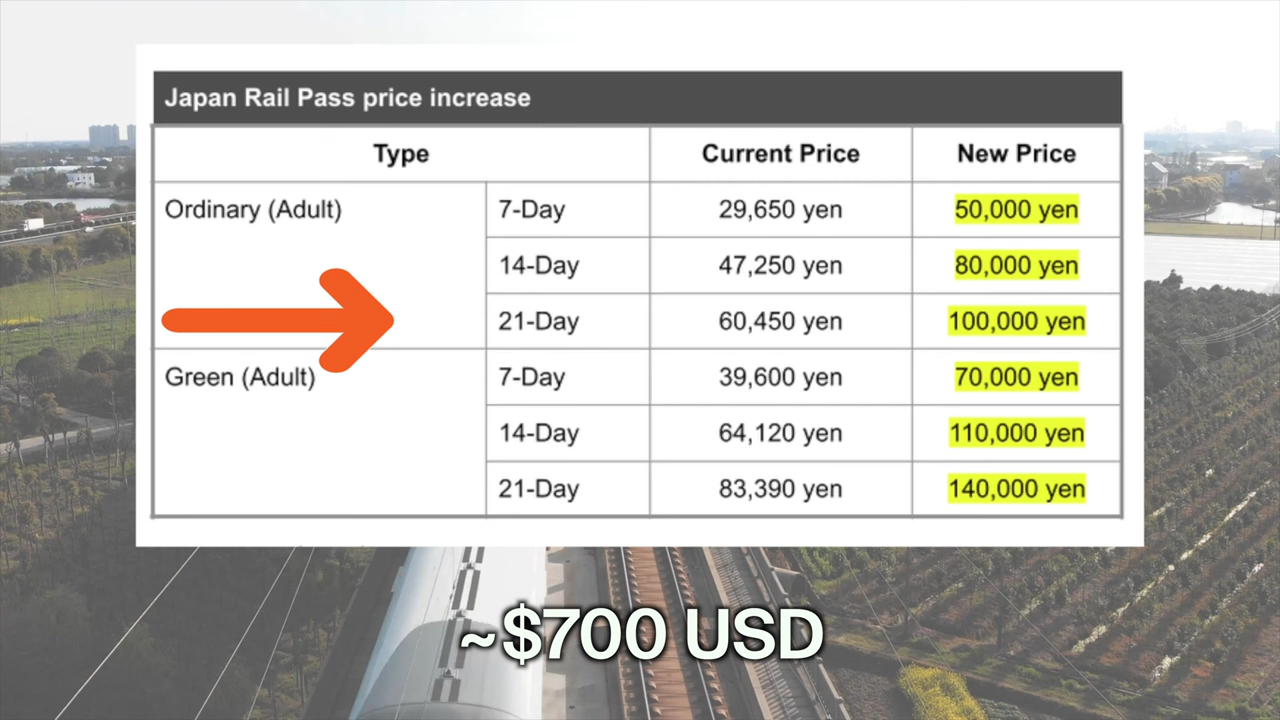 Japan Rail Pass price increase
Type Current Price New Price
Ordinary (Adult) 7-Day 29,650 yen 50,000 yen
14-Day 47,250 yen 80,000 yen
21-Day 60,450 yen 100,000 yen
Green (Adult) 7-Day 39,600 yen 70,000 yen
14-Day 64,120 yen 110,000 yen
21-Day 83,390 yen 140,000 yen
~$700 USD